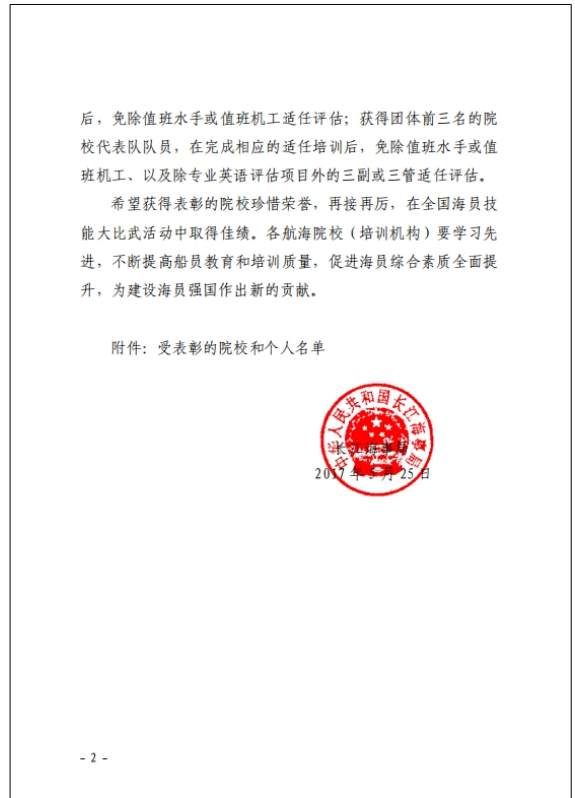 后，免除值班水手或值班机工适任评估；获得团体前三名的院
校代表队队员，在完成相应的适任培训后，免除值班水手或值
班机工、以及除专业英语评估项目外的三副或三管适任评估。
希望获得表彰的院校珍惜荣誉，再接再厉，在全国海员技
能大比武活动中取得佳绩。各航海院校（培训机构）要学习先
进，不断提高船员教育和培训质量，促进海员综合素质全面提
升，为建设海员强国作出新的贡献。
附件：受表彰的院校和个人名单
中华人民共和国长江海事局
长江海事局
2017 年 5 月 25 日
- 2 -